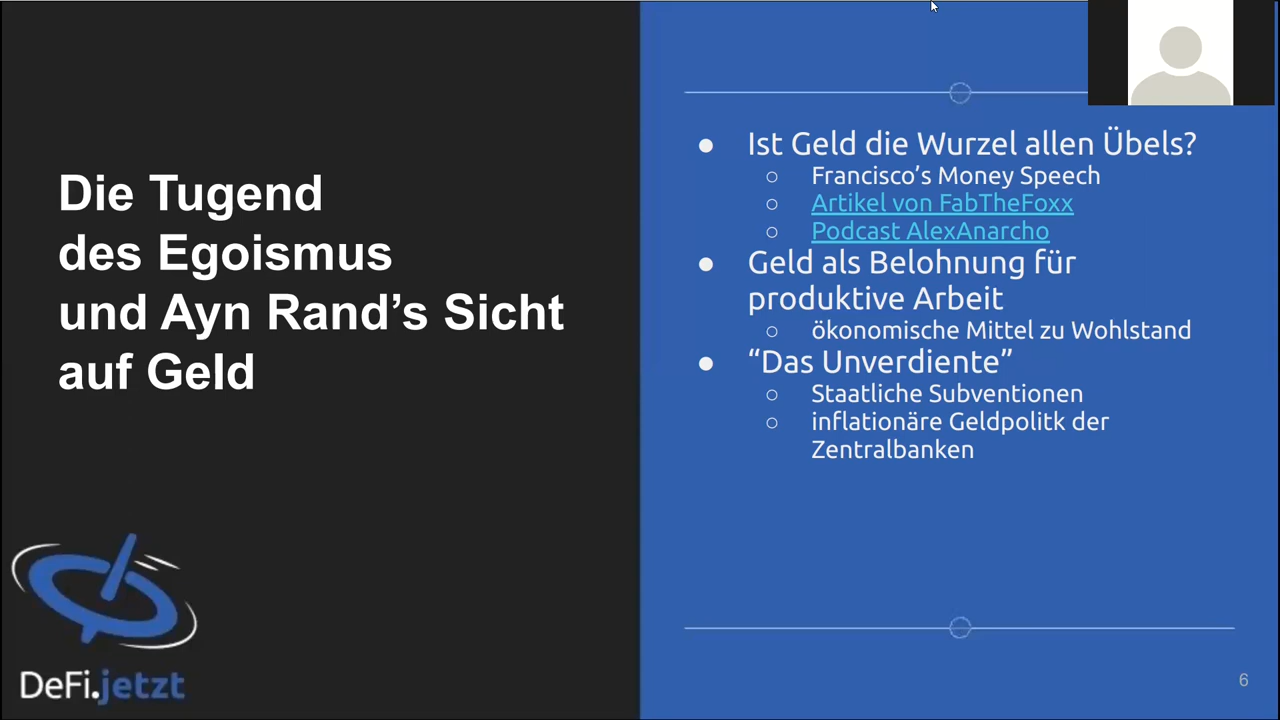 Die Tugend
des Egoismus
und Ayn Rand’s Sicht
auf Geld
● Ist Geld die Wurzel allen Übels?
○ Francisco’s Money Speech
○ Artikel von FabTheFoxx
○ Podcast AlexAnarcho
● Geld als Belohnung für
produktive Arbeit
○ ökonomische Mittel zu Wohlstand
● “Das Unverdiente”
○ Staatliche Subventionen
○ inflationäre Geldpolitk der
Zentralbanken
DeFi.jetzt
6